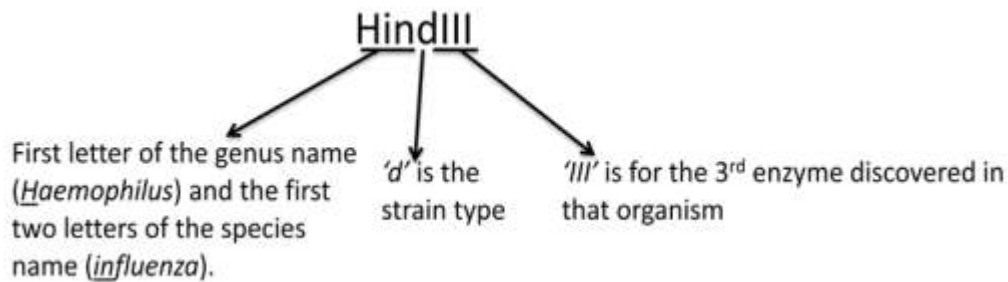 HindIII
First letter of the genus name
(Haemophilus) and the first
two letters of the species
name (influenza).
'd' is the
strain type
'III' is for the 3rd enzyme discovered in
that organism